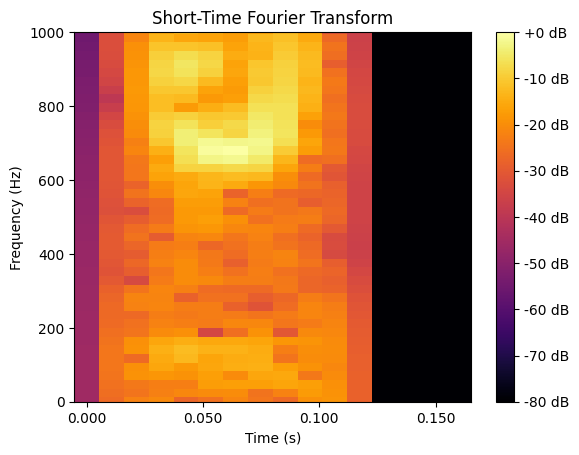 Short-Time Fourier Transform
1000
800
600
400
200
0
Frequency (Hz)
0.000
0.050
0.100
0.150
Time (s)
+0 dB
-10 dB
-20 dB
-30 dB
-40 dB
-50 dB
-60 dB
-70 dB
-80 dB